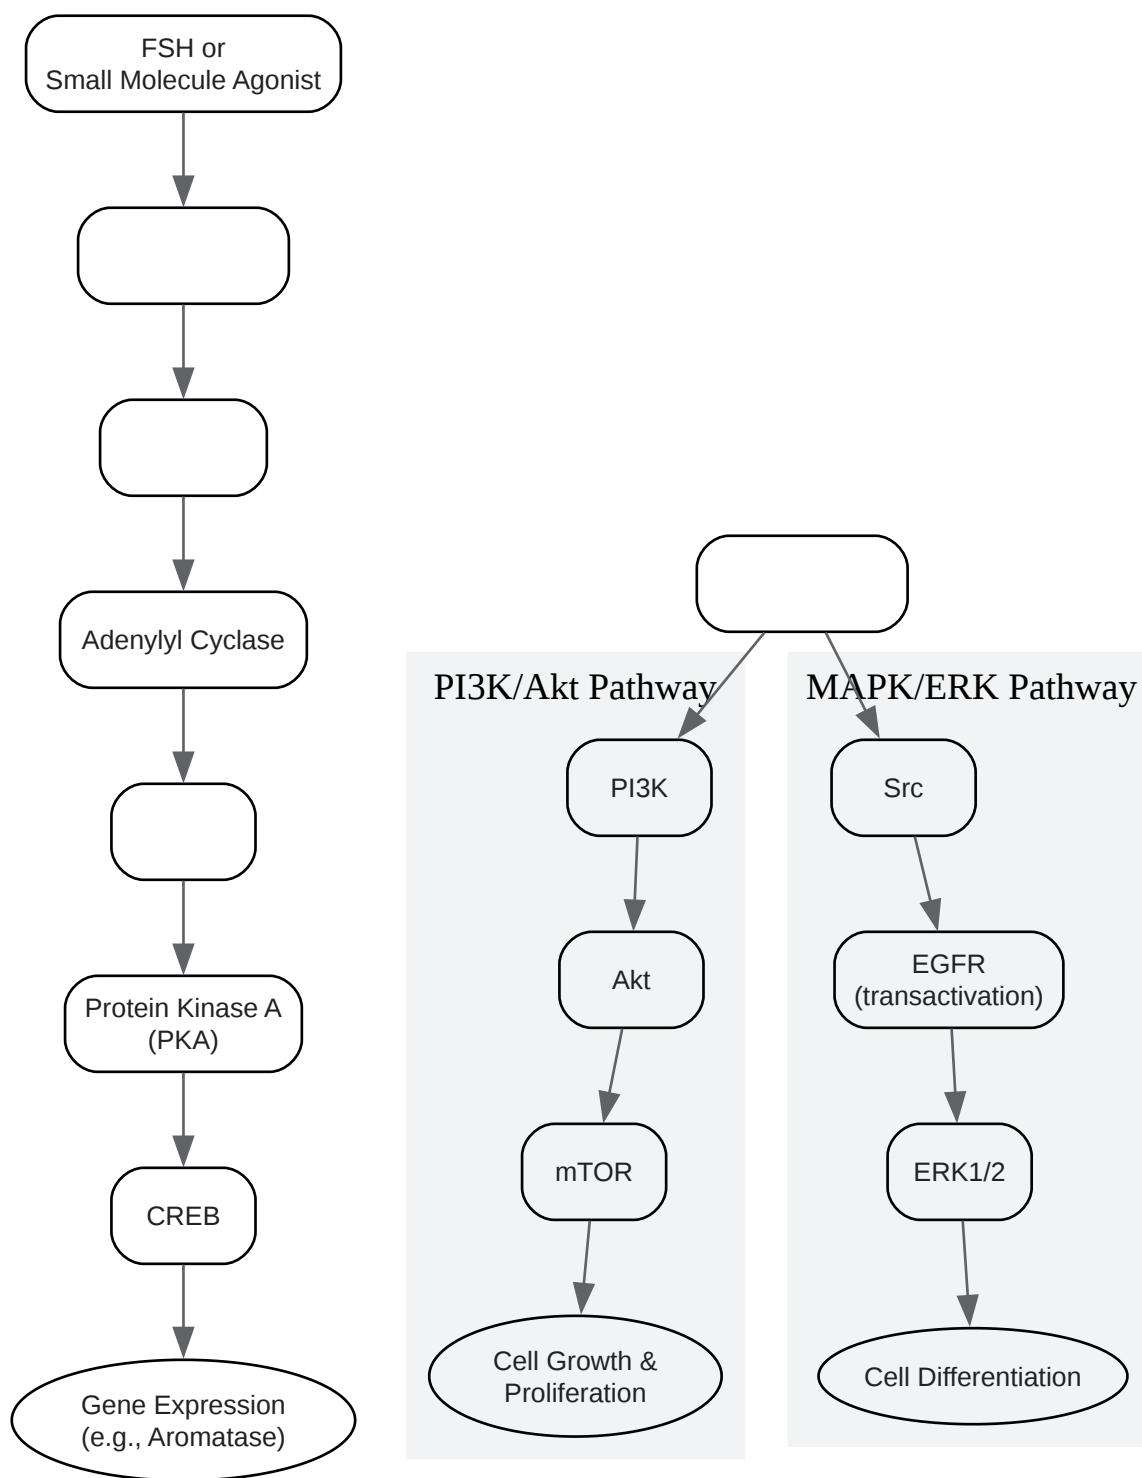 FSH or
Small Molecule Agonist
Adenylyl Cyclase
Protein Kinase A
(PKA)
CREB
Gene Expression
(e.g., Aromatase)
PI3K/Akt Pathway
PI3K
Akt
mTOR
Cell Growth &
Proliferation
MAPK/ERK Pathway
Src
EGFR
(transactivation)
ERK1/2
Cell Differentiation